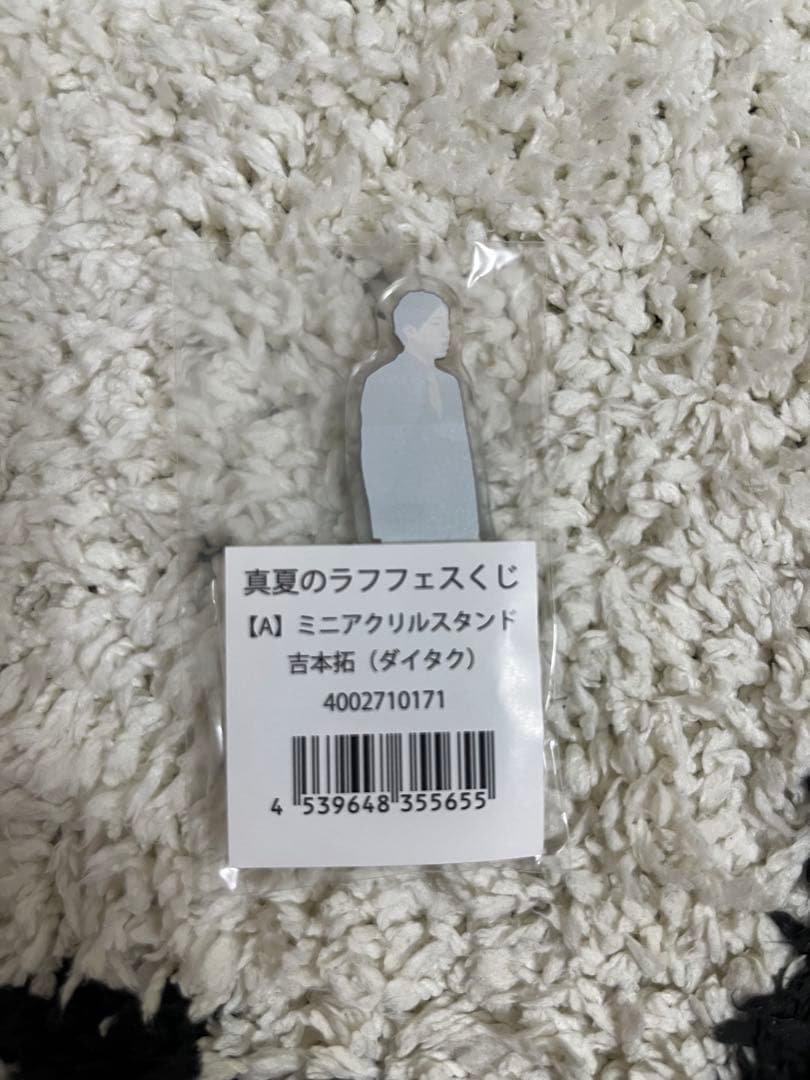 真夏のラフフェスくじ
【A】ミニアクリルスタンド
吉本拓（ダイタク）
4002710171
4 539648 355655